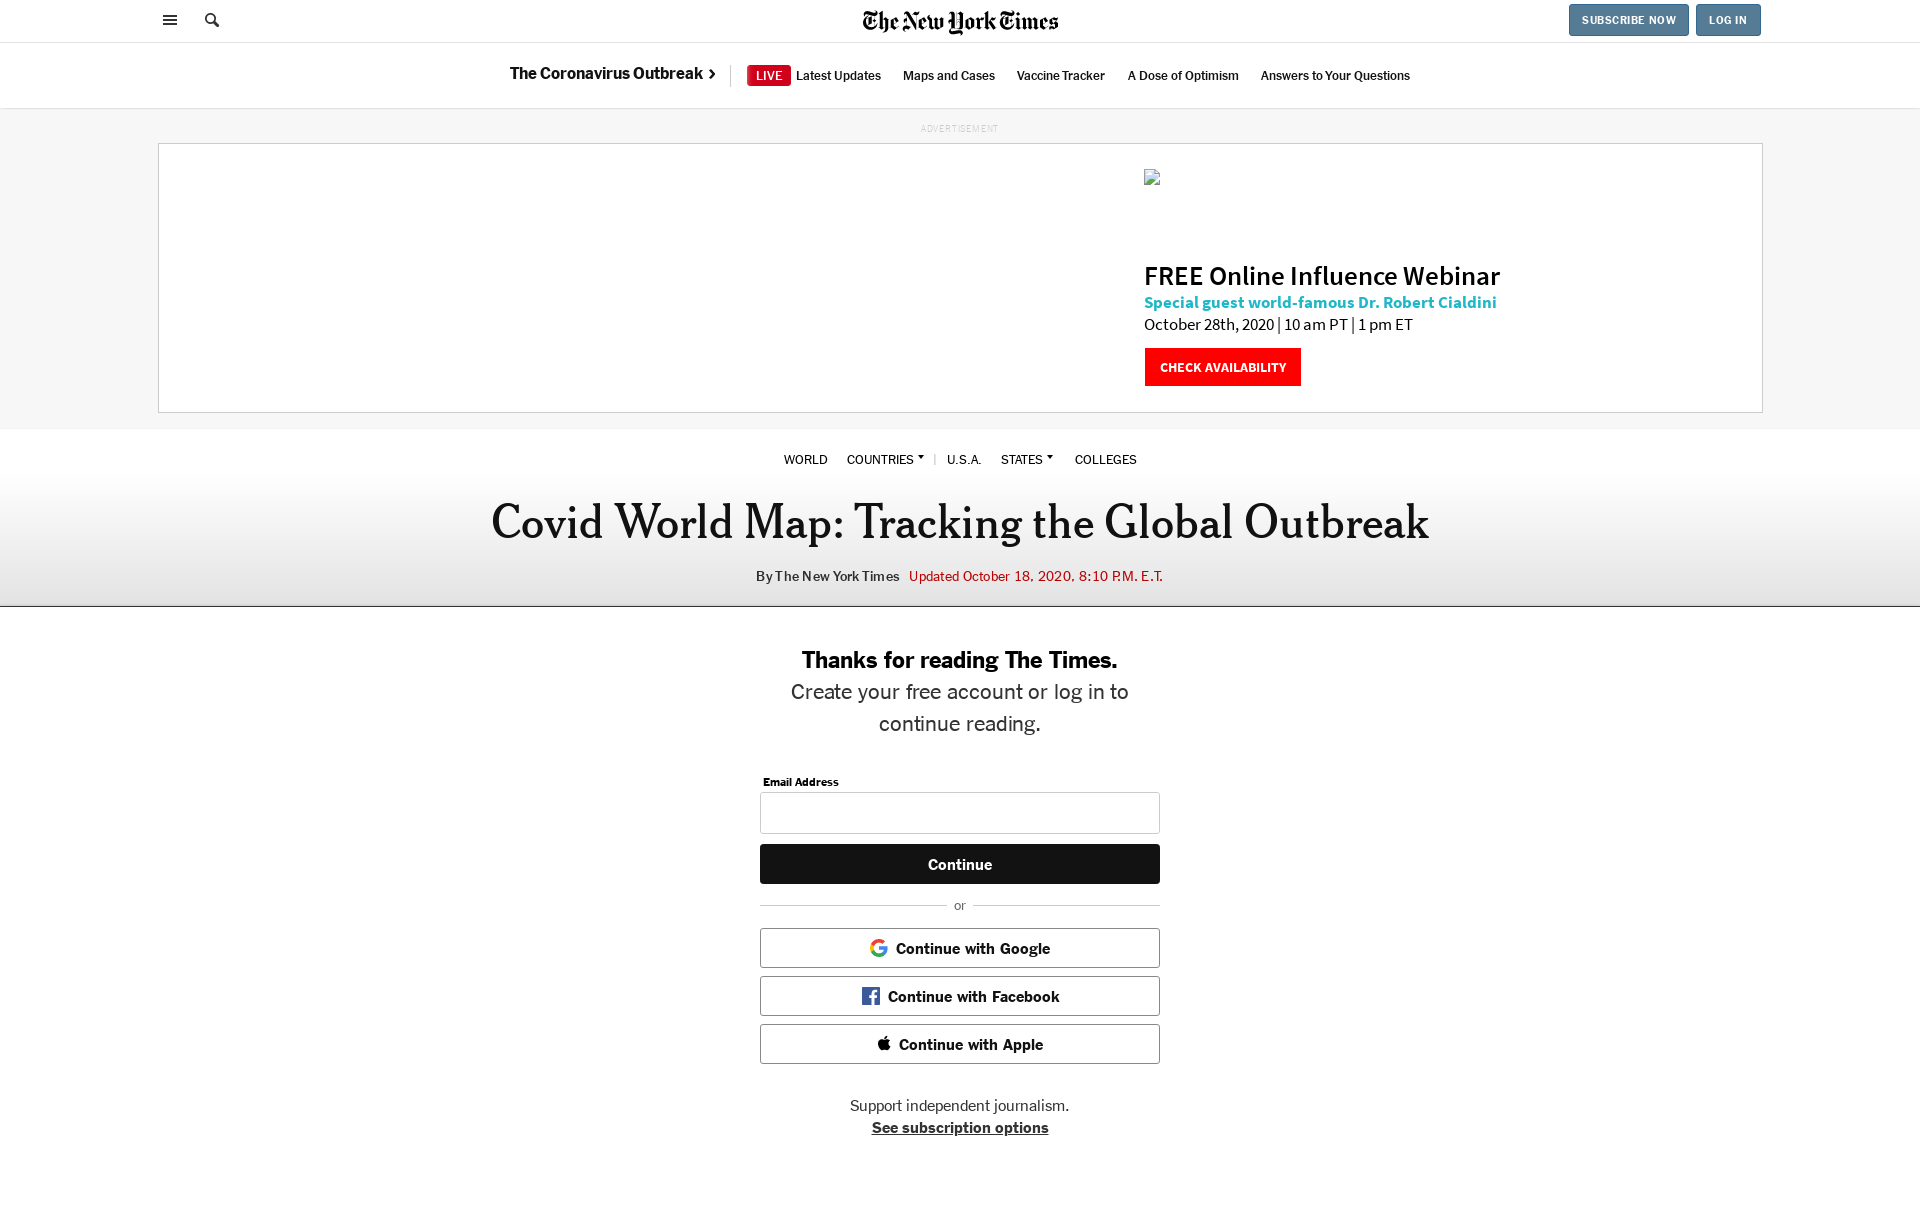 The New York Times
SUBSCRIBE NOW
LOG IN
The Coronavirus Outbreak
LIVE Latest Updates
Maps and Cases
Vaccine Tracker
A Dose of Optimism
Answers to Your Questions
ADVERTISEMENT
FREE Online Influence Webinar
Special guest world-famous Dr. Robert Cialdini
October 28th, 2020 | 10 am PT | 1 pm ET
CHECK AVAILABILITY
WORLD COUNTRIES | U.S.A. STATES COLLEGES
Covid World Map: Tracking the Global Outbreak
By The New York Times Updated October 18, 2020, 8:10 P.M. E.T.
Thanks for reading The Times.
Create your free account or log in to
continue reading.
Email Address
Continue
or
Continue with Google
Continue with Facebook
Continue with Apple
Support independent journalism.
See subscription options